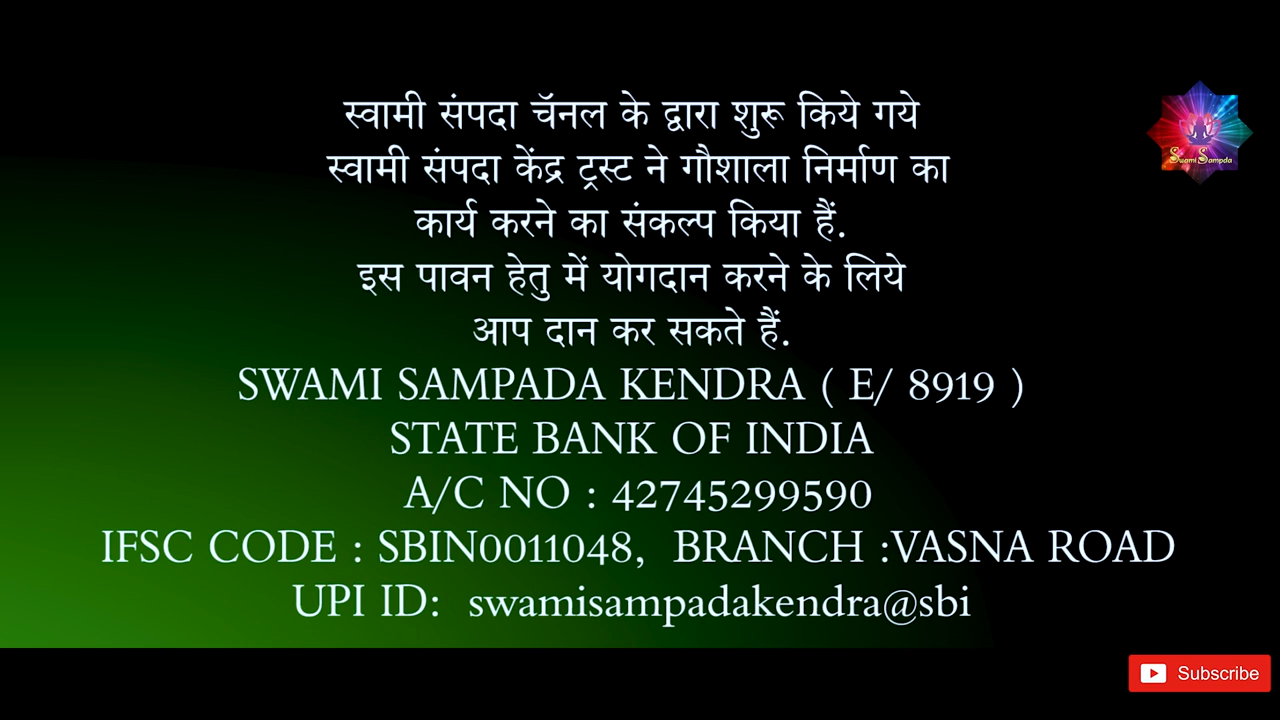 स्वामी संपदा चॅनल के द्वारा शुरू किये गये
स्वामी संपदा केंद्र ट्रस्ट ने गौशाला निर्माण का
कार्य करने का संकल्प किया हैं.
इस पावन हेतु में योगदान करने के लिये
आप दान कर सकते हैं.
SWAMI SAMPADA KENDRA ( E/ 8919 )
STATE BANK OF INDIA
A/C NO : 42745299590
IFSC CODE : SBIN0011048,  BRANCH :VASNA ROAD
UPI ID:  swamisampadakendra@sbi
Swami Sampda
Subscribe